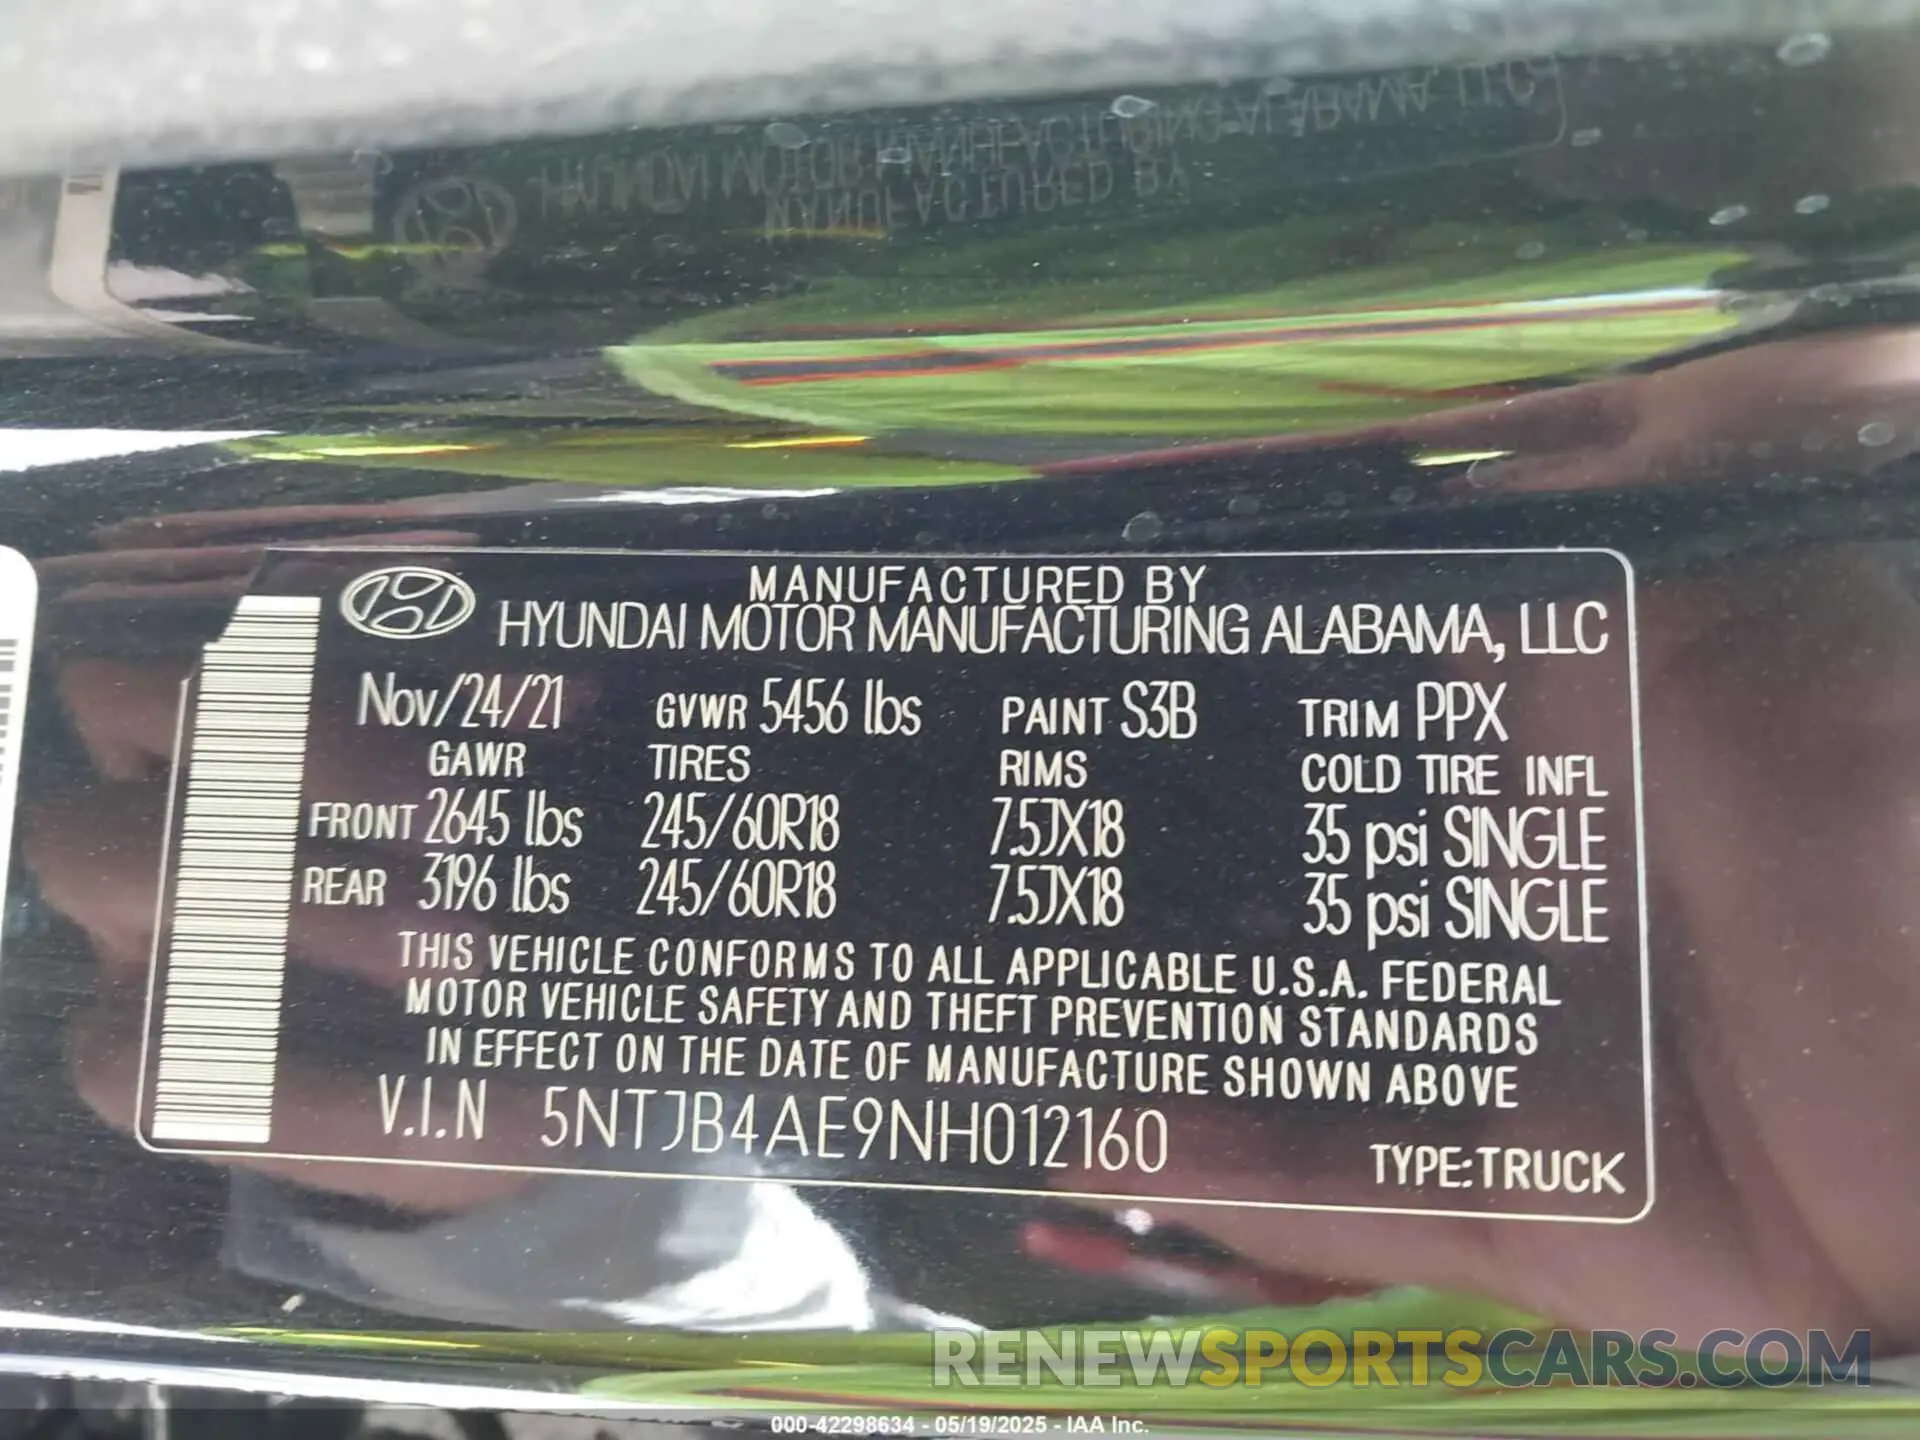 MANUFACTURED BY
HYUNDAI MOTOR MANUFACTURING ALABAMA, LLC
Nov/24/21 GVWR 5456 lbs PAINT S3B TRIM PPX
GAWR TIRES RIMS COLD TIRE INFL
FRONT 2645 lbs 245/60R18 7.5JX18 35 psi SINGLE
REAR 3196 lbs 245/60R18 7.5JX18 35 psi SINGLE
THIS VEHICLE CONFORMS TO ALL APPLICABLE U.S.A. FEDERAL
MOTOR VEHICLE SAFETY AND THEFT PREVENTION STANDARDS
IN EFFECT ON THE DATE OF MANUFACTURE SHOWN ABOVE
V.I.N 5NTJB4AE9NH012160
TYPE:TRUCK
RENEWSPORTSCARS.COM
000-42298634 - 05/19/2025 - IAA Inc.